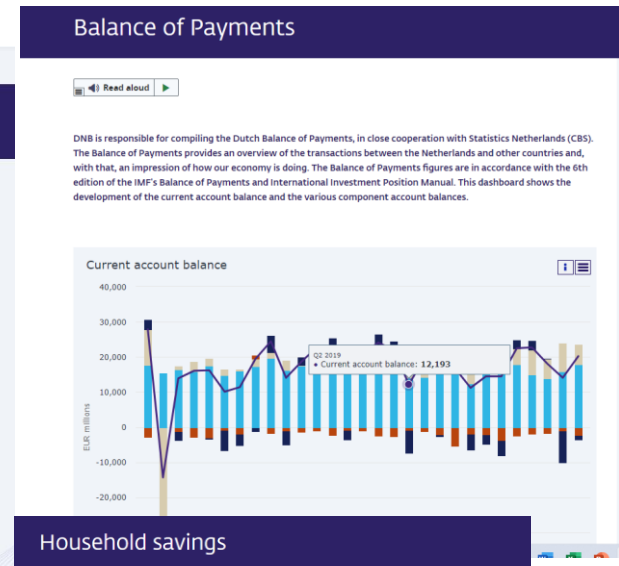 Balance of Payments
Read aloud
DNB is responsible for compiling the Dutch Balance of Payments, in close cooperation with Statistics Netherlands (CBS).
The Balance of Payments provides an overview of the transactions between the Netherlands and other countries and,
with that, an impression of how our economy is doing. The Balance of Payments figures are in accordance with the 6th
edition of the IMF's Balance of Payments and International Investment Position Manual. This dashboard shows the
development of the current account balance and the various component account balances.
Current account balance
i
40,000
30,000
20,000
10,000
0
-10,000
-20,000
EUR millions
Q2 2019
• Current account balance: 12,193
Household savings